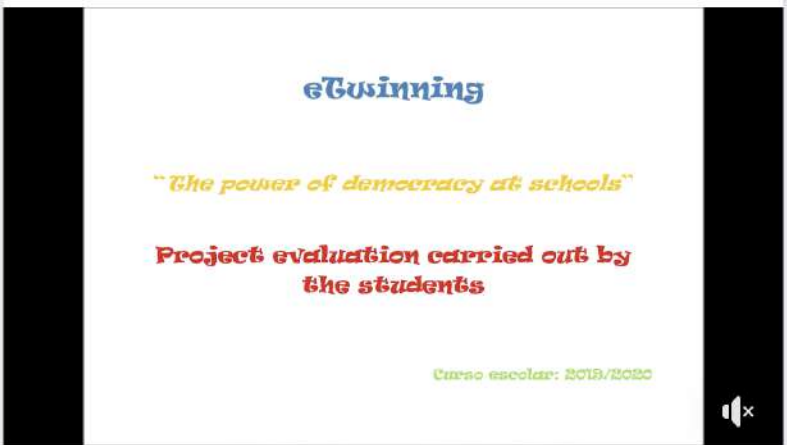 eTwinning
“The power of democracy at schools”
Project evaluation carried out by
the students
Curso escolar: 2019/2020